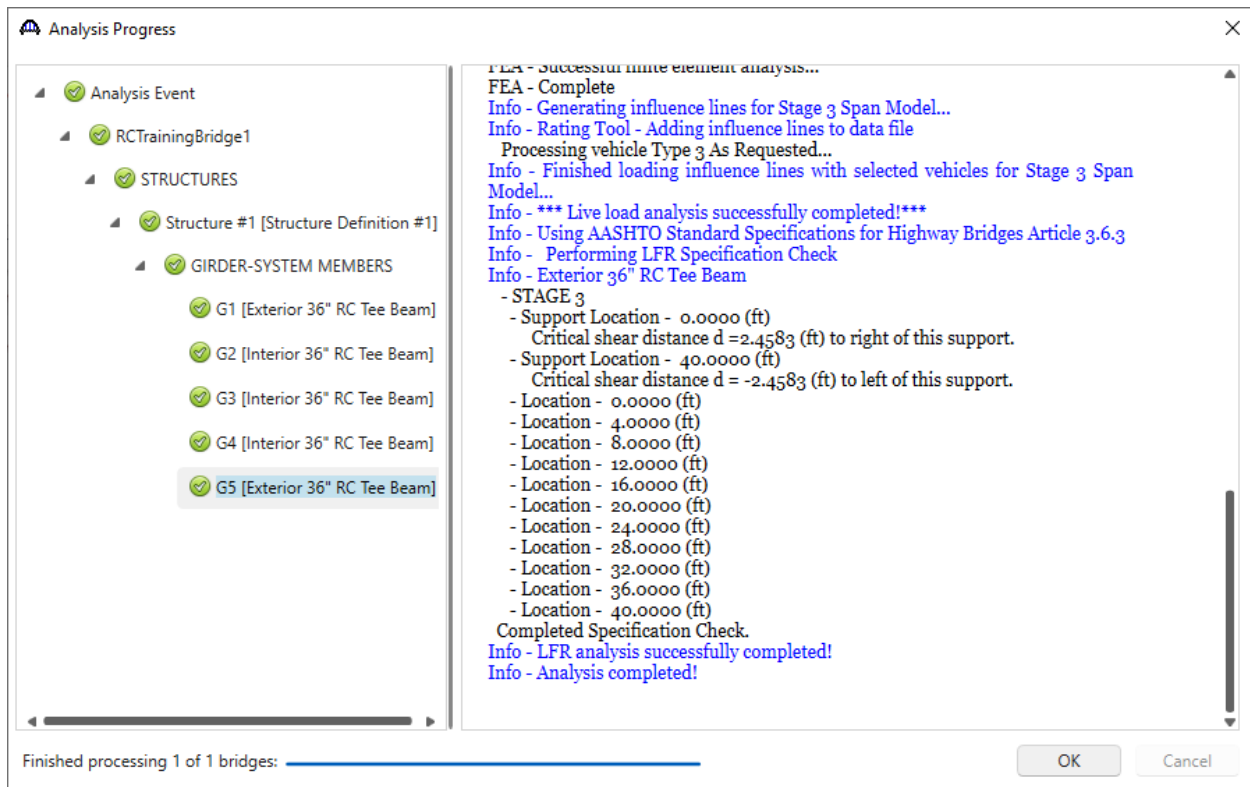 Analysis Progress
Analysis Event
RCTrainingBridge1
STRUCTURES
Structure #1 [Structure Definition #1]
GIRDER-SYSTEM MEMBERS
G1 [Exterior 36" RC Tee Beam]
G2 [Interior 36" RC Tee Beam]
G3 [Interior 36" RC Tee Beam]
G4 [Interior 36" RC Tee Beam]
G5 [Exterior 36" RC Tee Beam]
FEA - Successful finite element analysis...
FEA - Complete
Info - Generating influence lines for Stage 3 Span Model...
Info - Rating Tool - Adding influence lines to data file
Processing vehicle Type 3 As Requested...
Info - Finished loading influence lines with selected vehicles for Stage 3 Span
Model...
Info - *** Live load analysis successfully completed!***
Info - Using AASHTO Standard Specifications for Highway Bridges Article 3.6.3
Info - Performing LFR Specification Check
Info - Exterior 36" RC Tee Beam
- STAGE 3
- Support Location - 0.0000 (ft)
Critical shear distance d =2.4583 (ft) to right of this support.
- Support Location - 40.0000 (ft)
Critical shear distance d = -2.4583 (ft) to left of this support.
- Location - 0.0000 (ft)
- Location - 4.0000 (ft)
- Location - 8.0000 (ft)
- Location - 12.0000 (ft)
- Location - 16.0000 (ft)
- Location - 20.0000 (ft)
- Location - 24.0000 (ft)
- Location - 28.0000 (ft)
- Location - 32.0000 (ft)
- Location - 36.0000 (ft)
- Location - 40.0000 (ft)
Completed Specification Check.
Info - LFR analysis successfully completed!
Info - Analysis completed!
Finished processing 1 of 1 bridges:
OK
Cancel